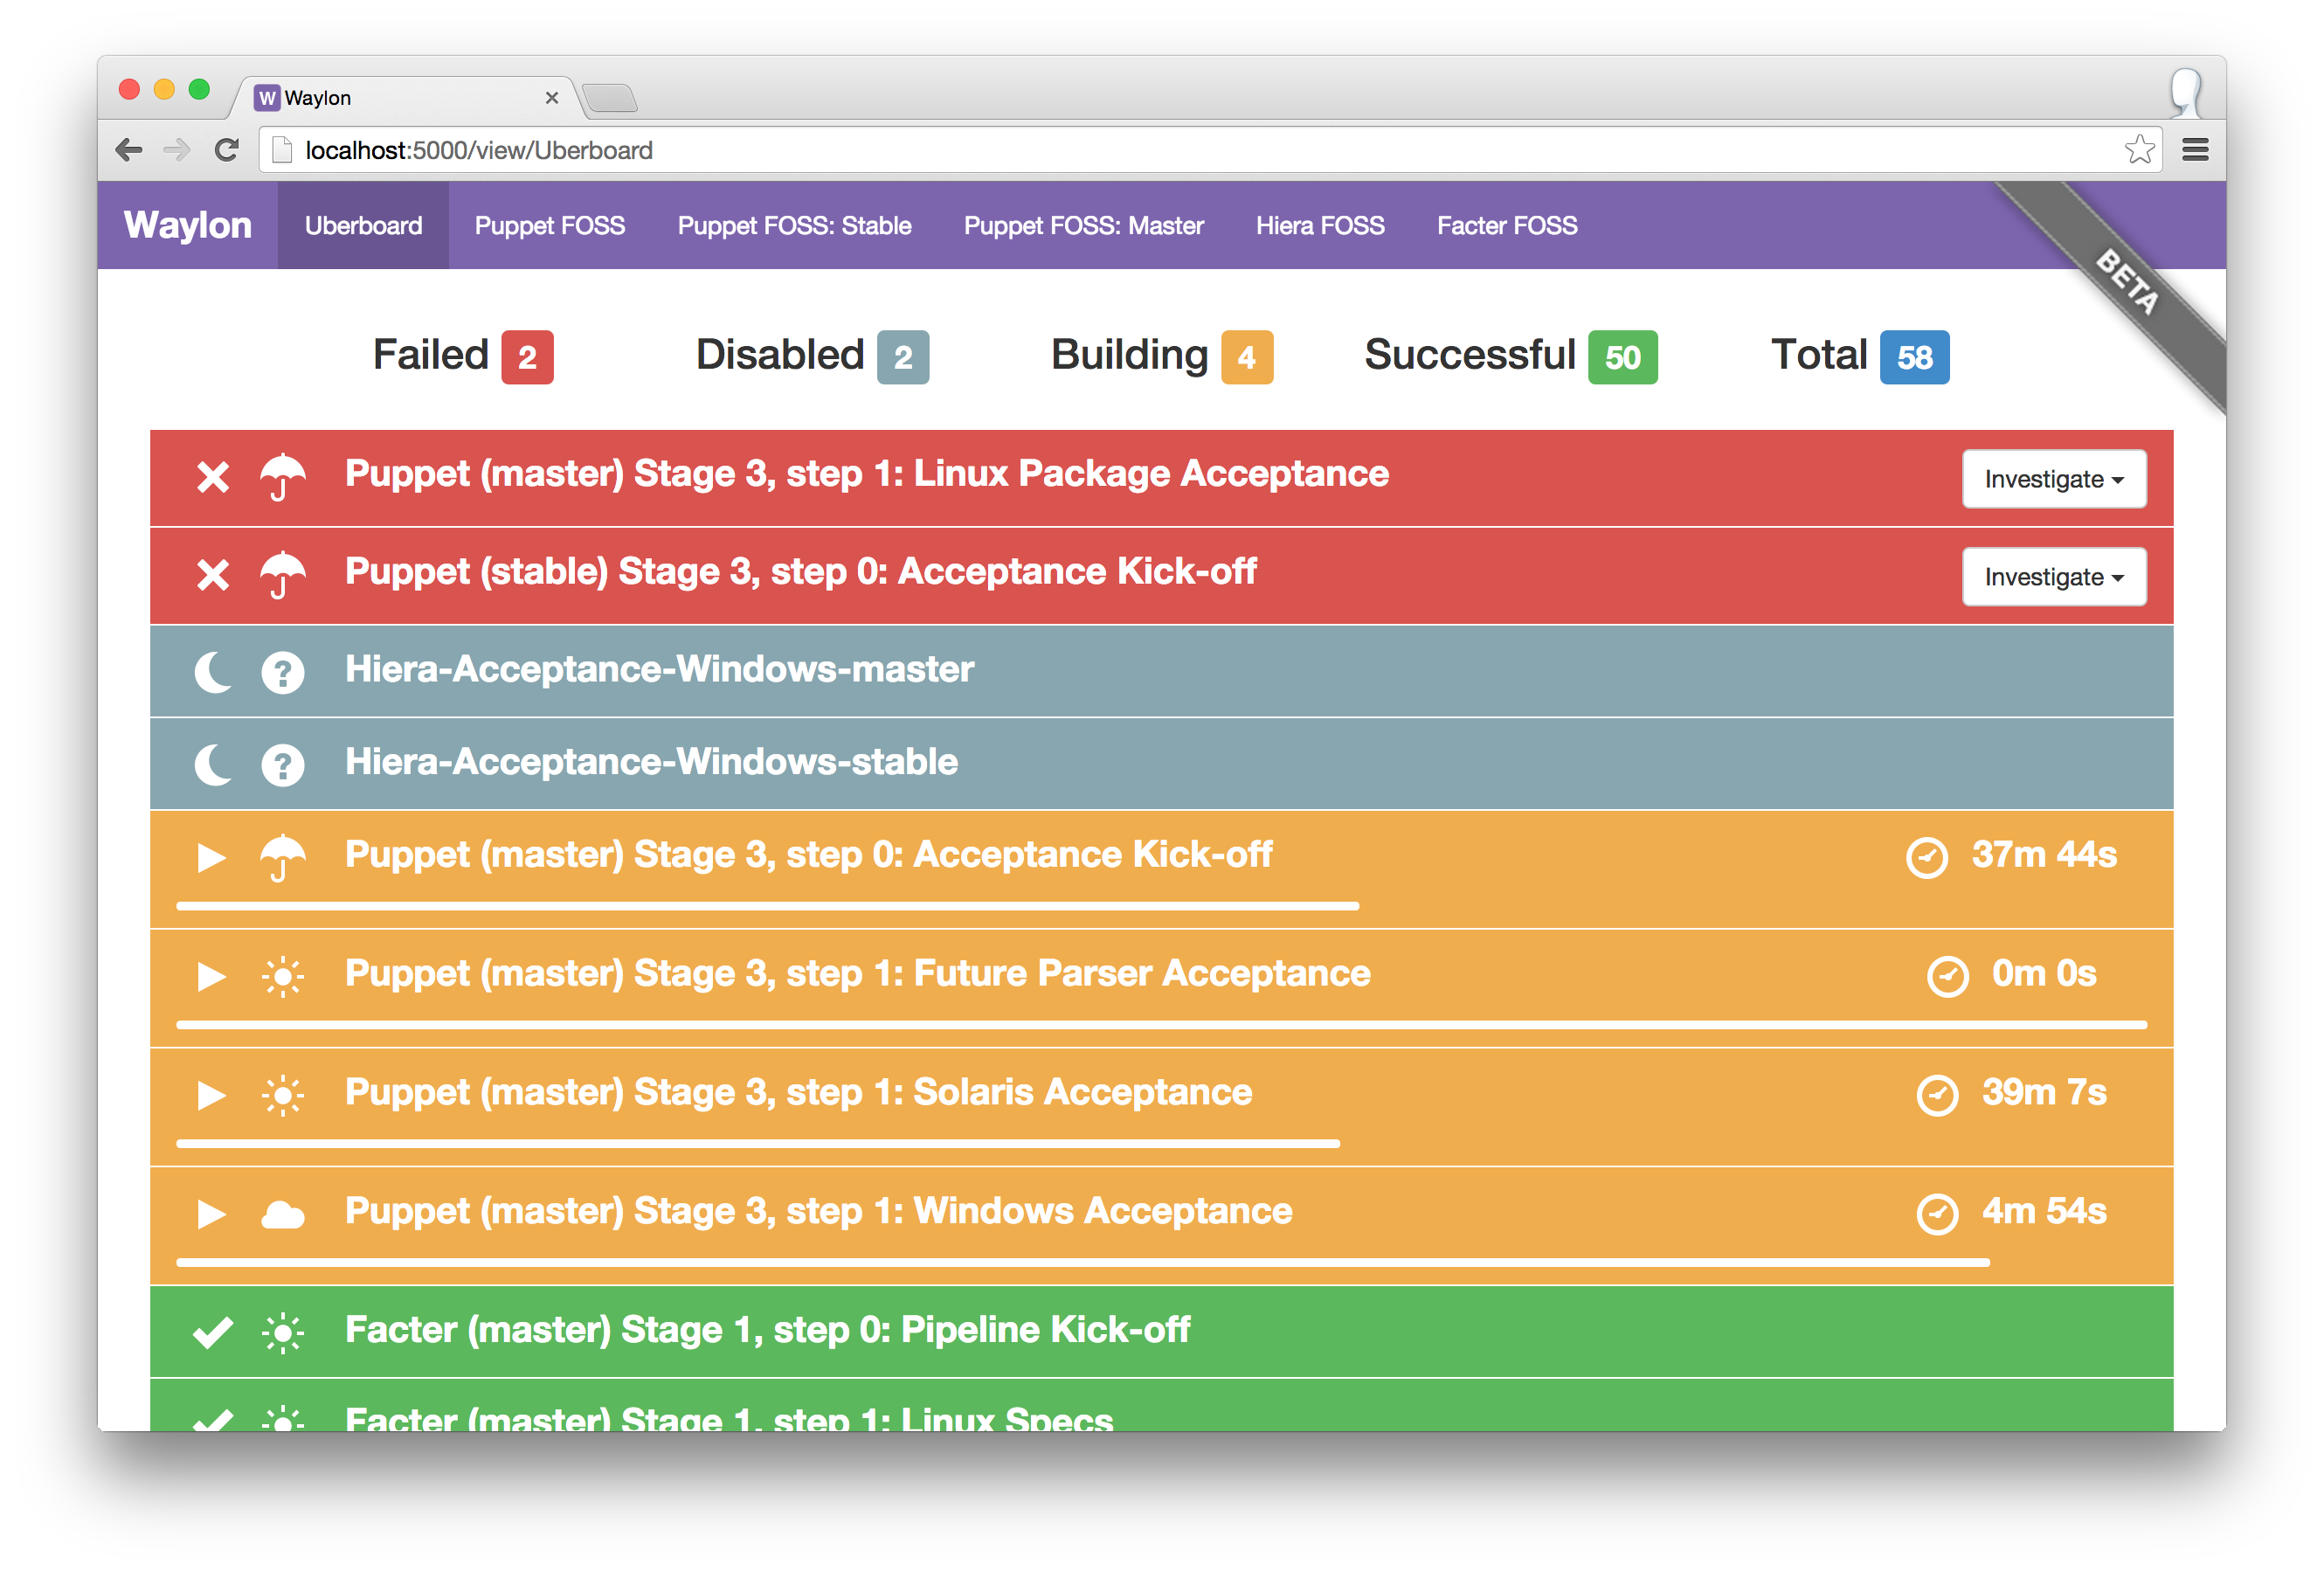 W Waylon
localhost:5000/view/Uberboard
Waylon Uberboard Puppet FOSS Puppet FOSS: Stable Puppet FOSS: Master Hiera FOSS Facter FOSS
BETA
Failed 2 Disabled 2 Building 4 Successful 50 Total 58
Puppet (master) Stage 3, step 1: Linux Package Acceptance Investigate
Puppet (stable) Stage 3, step 0: Acceptance Kick-off Investigate
Hiera-Acceptance-Windows-master
Hiera-Acceptance-Windows-stable
Puppet (master) Stage 3, step 0: Acceptance Kick-off 37m 44s
Puppet (master) Stage 3, step 1: Future Parser Acceptance 0m 0s
Puppet (master) Stage 3, step 1: Solaris Acceptance 39m 7s
Puppet (master) Stage 3, step 1: Windows Acceptance 4m 54s
Facter (master) Stage 1, step 0: Pipeline Kick-off
Facter (master) Stage 1, step 1: Linux Specs